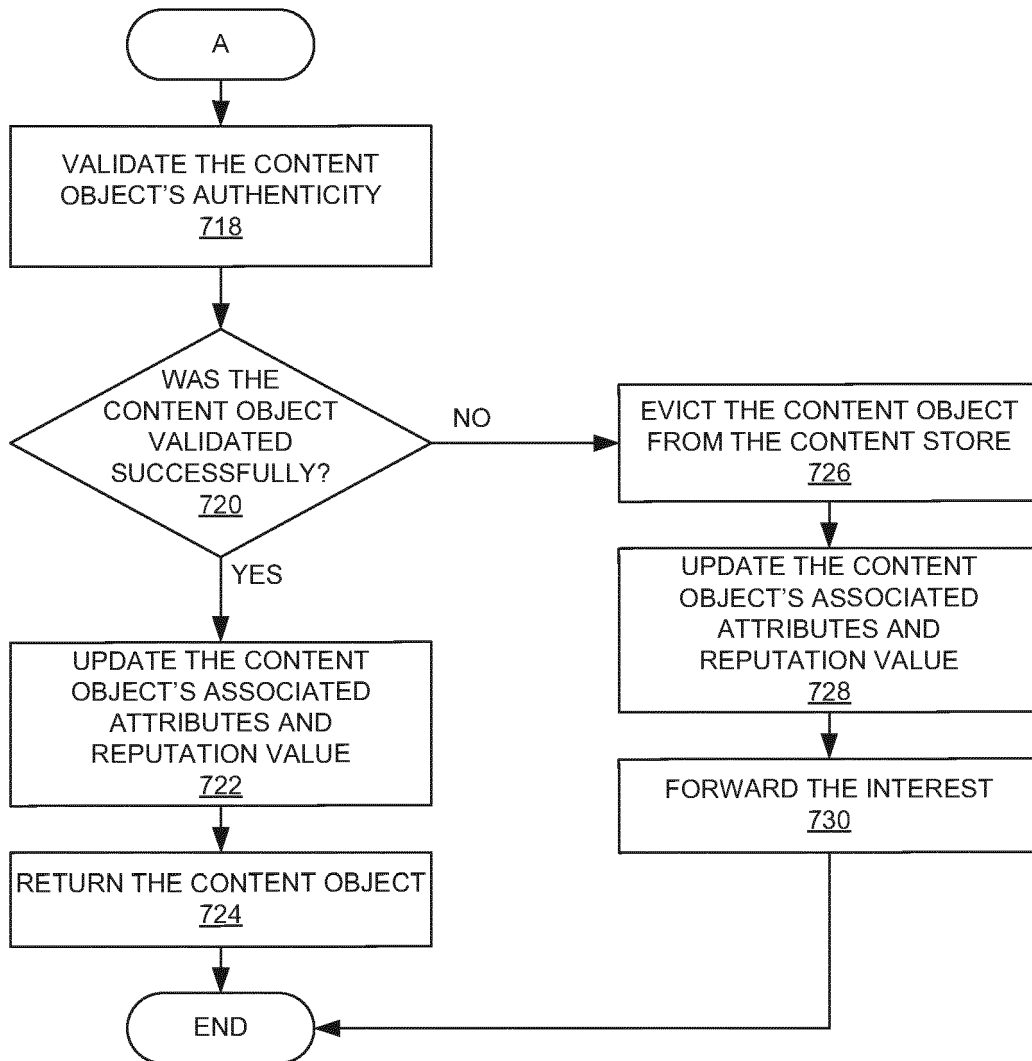 A
VALIDATE THE CONTENT
OBJECT'S AUTHENTICITY
718
WAS THE
CONTENT OBJECT
VALIDATED
SUCCESSFULLY?
720
NO
YES
UPDATE THE CONTENT
OBJECT'S ASSOCIATED
ATTRIBUTES AND
REPUTATION VALUE
722
RETURN THE CONTENT OBJECT
724
EVICT THE CONTENT OBJECT
FROM THE CONTENT STORE
726
UPDATE THE CONTENT
OBJECT'S ASSOCIATED
ATTRIBUTES AND
REPUTATION VALUE
728
FORWARD THE INTEREST
730
END